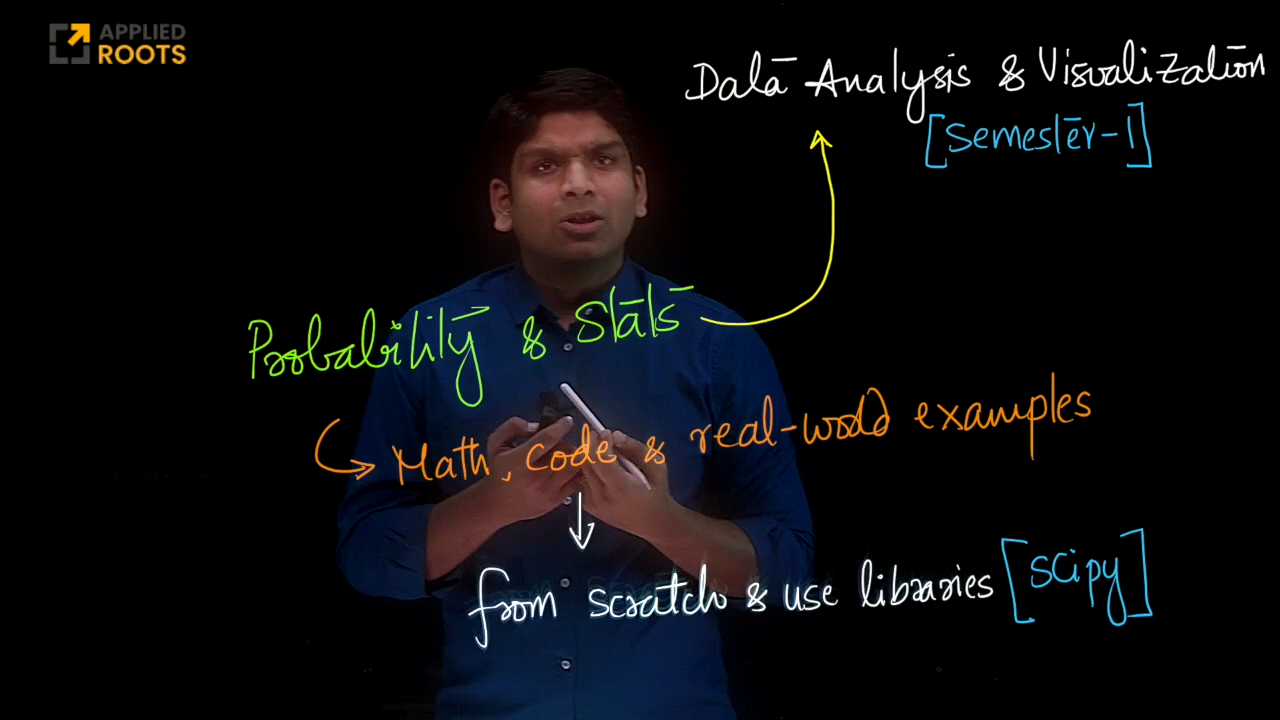 APPLIED
ROOTS
Data Analysis & Visualization
[Semester-1]
Probability & Stats
Math, code & real-world examples
from scratch & use libraries [scipy]